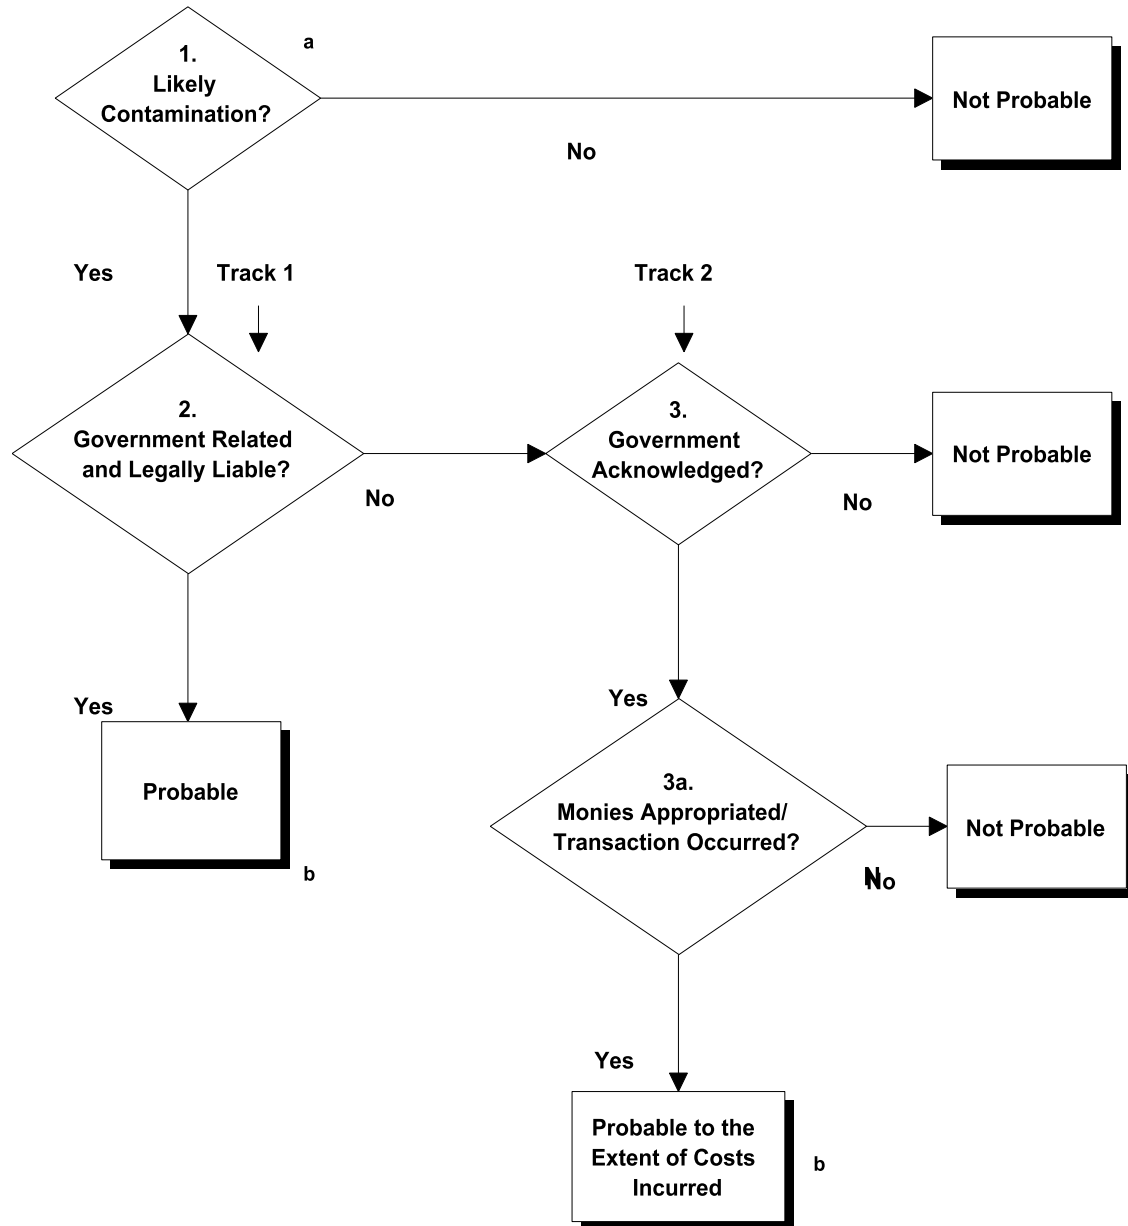 a
1.
Likely
Contamination?
Not Probable
No
Yes
Track 1
Track 2
2.
Government Related
and Legally Liable?
No
3.
Government
Acknowledged?
No
Not Probable
Yes
Probable
b
Yes
3a.
Monies Appropriated/
Transaction Occurred?
N
No
Not Probable
Yes
Probable to the
Extent of Costs
Incurred
b